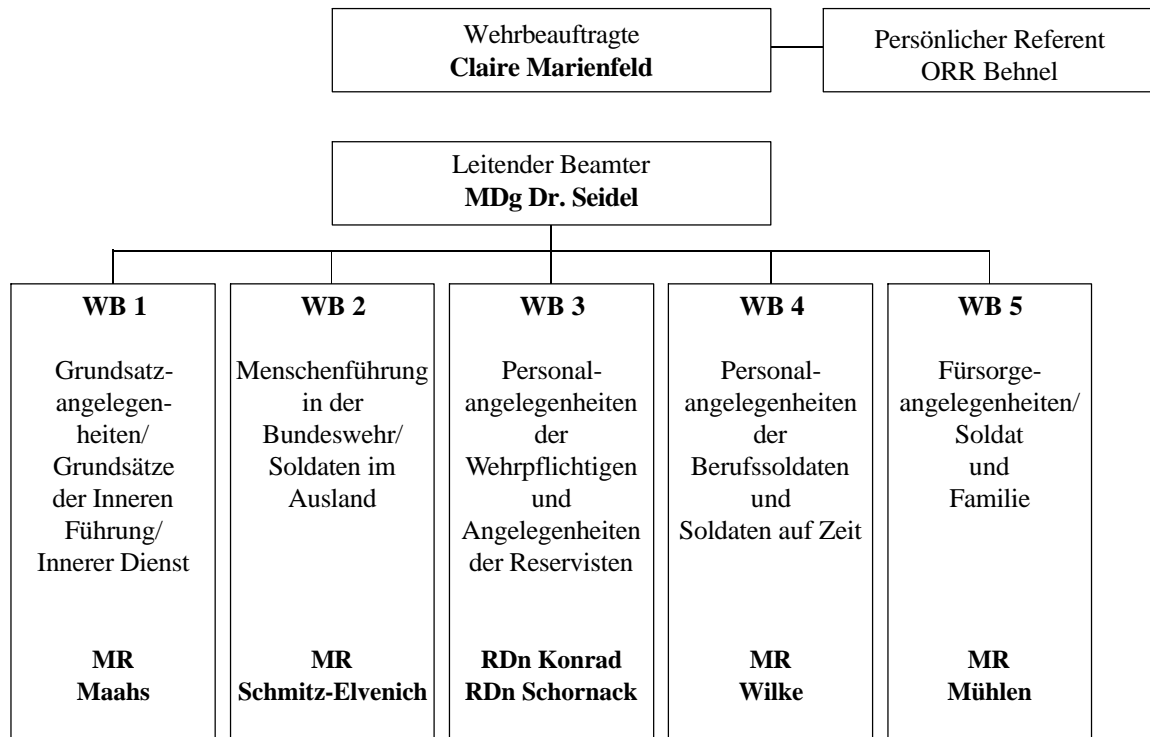 Wehrbeauftragte
Claire Marienfeld
Persönlicher Referent
ORR Behnel
Leitender Beamter
MDg Dr. Seidel
WB 1
Grundsatz-
angelegen-
heiten/
Grundsätze
der Inneren
Führung/
Innerer Dienst
MR
Maahs
WB 2
Menschenführung
in der
Bundeswehr/
Soldaten im
Ausland
MR
Schmitz-Elvenich
WB 3
Personal-
angelegenheiten
der
Wehrpflichtigen
und
Angelegenheiten
der Reservisten
RDn Konrad
RDn Schornack
WB 4
Personal-
angelegenheiten
der
Berufssoldaten
und
Soldaten auf Zeit
MR
Wilke
WB 5
Fürsorge-
angelegenheiten/
Soldat
und
Familie
MR
Mühlen